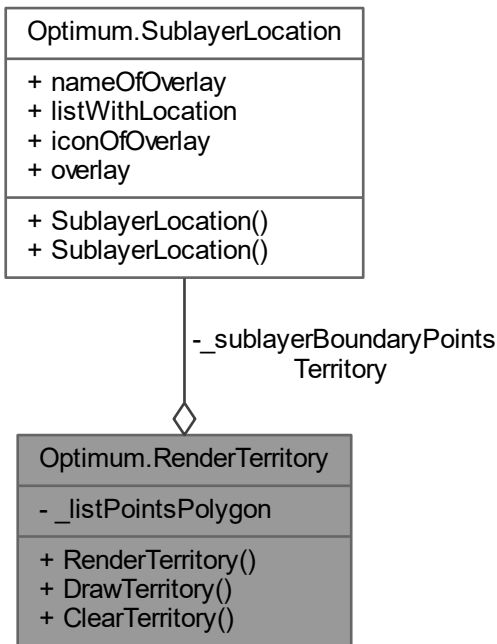 Optimum.SublayerLocation
+ nameOfOverlay
+ listWithLocation
+ iconOfOverlay
+ overlay
+ SublayerLocation()
+ SublayerLocation()
-_sublayerBoundaryPoints
Territory
Optimum.RenderTerritory
- _listPointsPolygon
+ RenderTerritory()
+ DrawTerritory()
+ ClearTerritory()